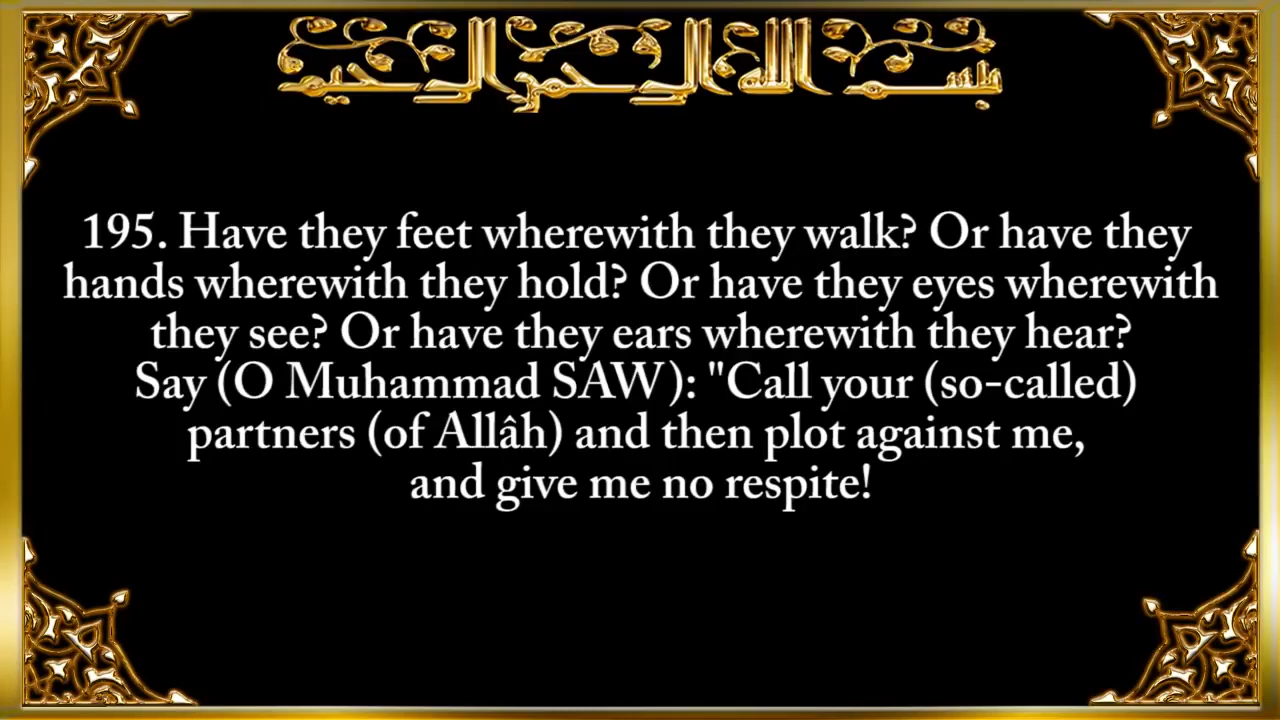 بسم الله الرحمن الرحيم
195. Have they feet wherewith they walk? Or have they
hands wherewith they hold? Or have they eyes wherewith
they see? Or have they ears wherewith they hear?
Say (O Muhammad SAW): "Call your (so-called)
partners (of Allâh) and then plot against me,
and give me no respite!